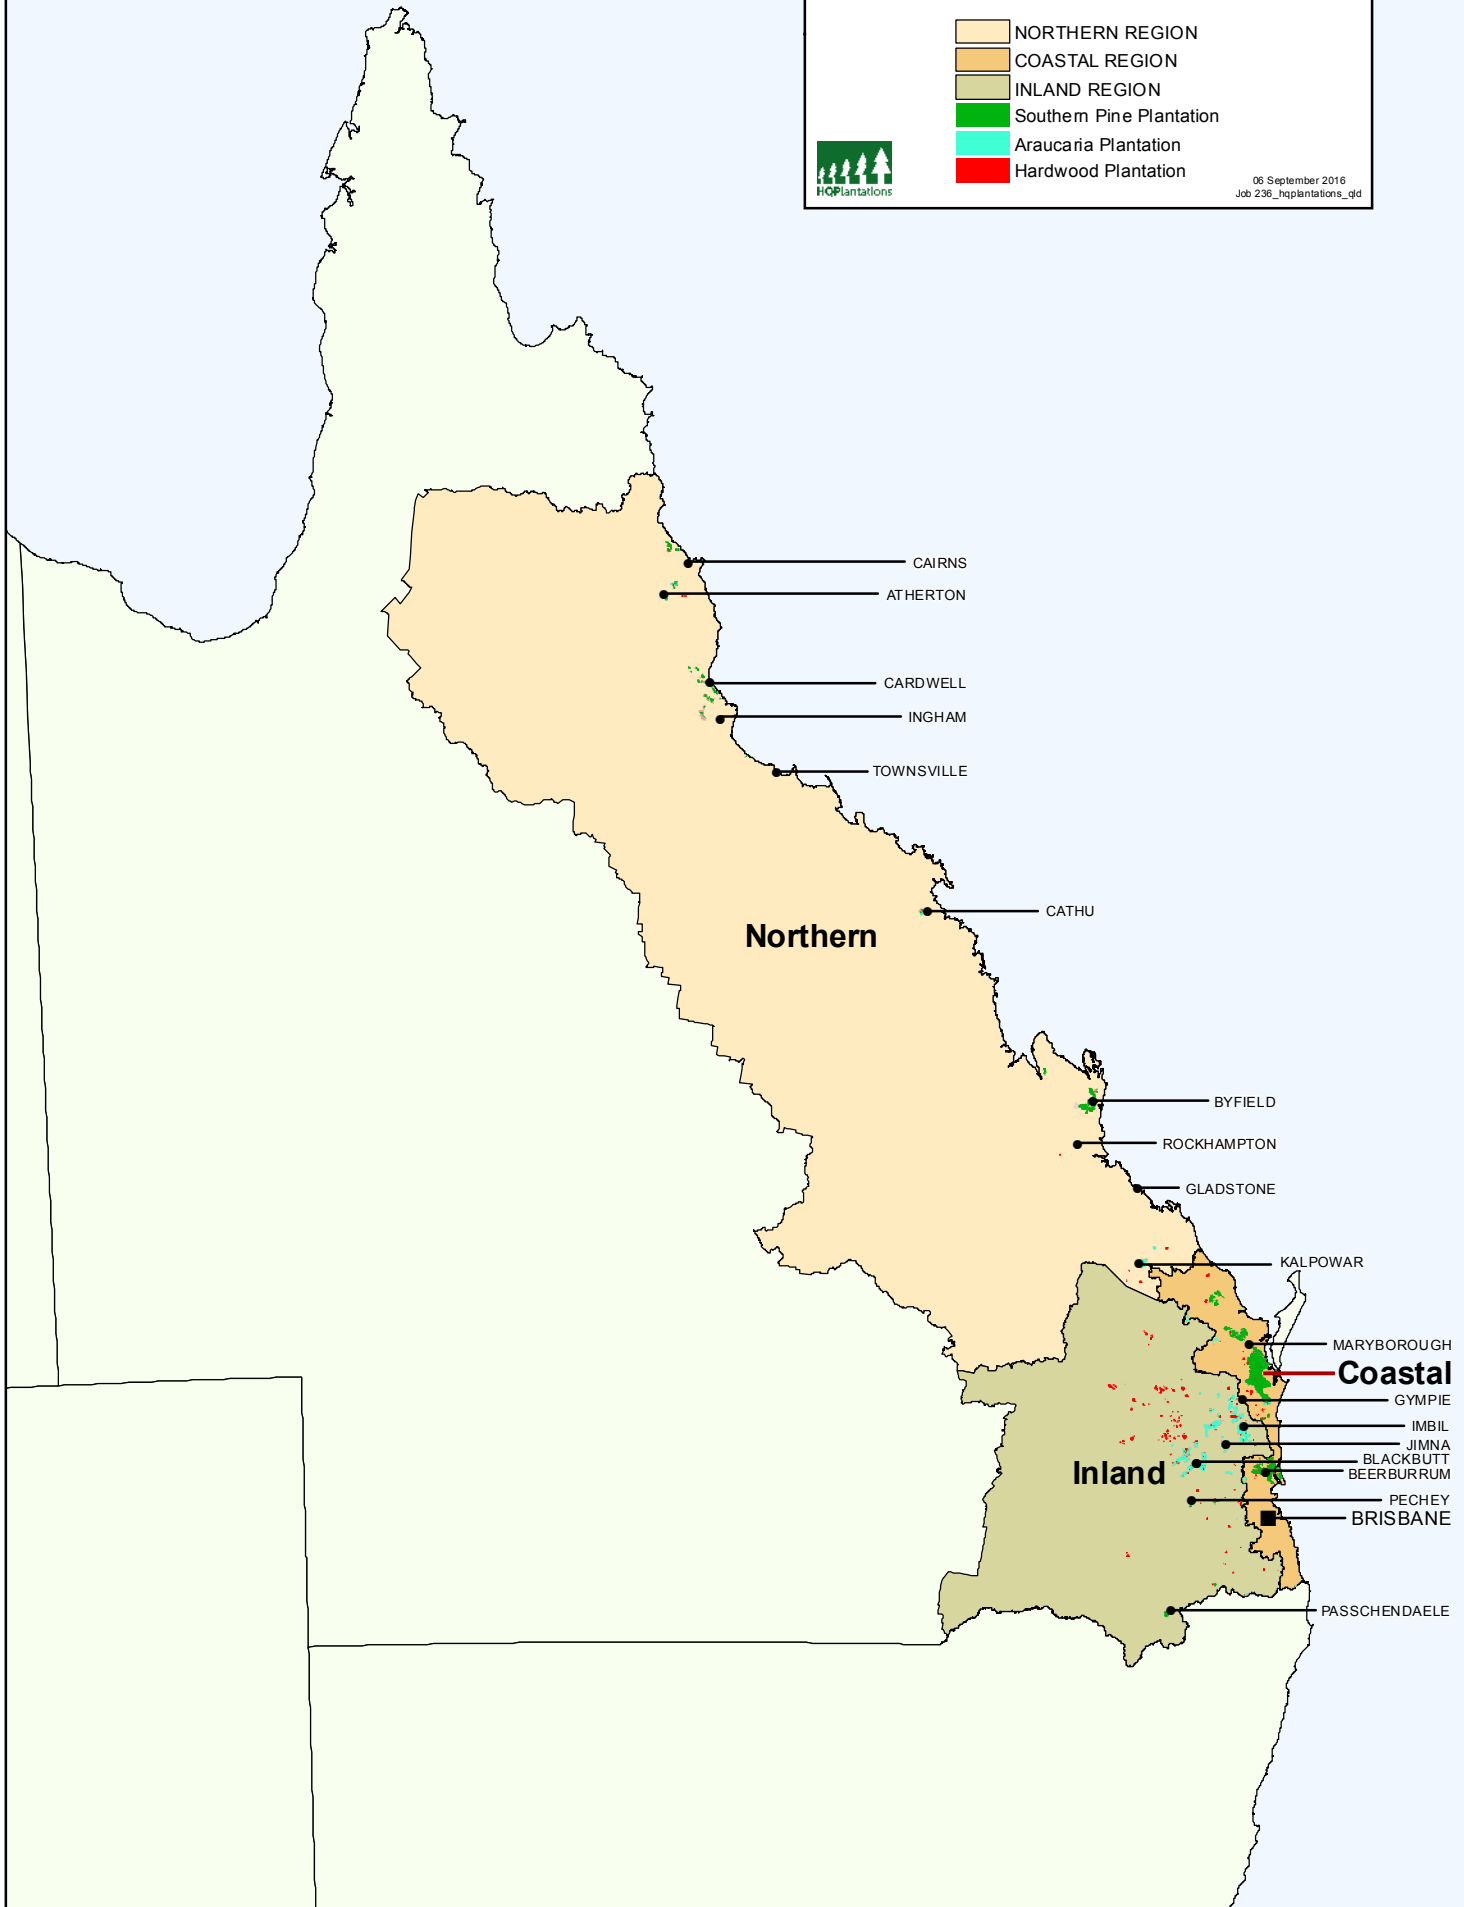 NORTHERN REGION
COASTAL REGION
INLAND REGION
Southern Pine Plantation
Araucaria Plantation
Hardwood Plantation
HQPlantations
06 September 2016
Job 236_hqplantations_qld
CAIRNS
ATHERTON
CARDWELL
INGHAM
TOWNSVILLE
CATHU
Northern
BYFIELD
ROCKHAMPTON
GLADSTONE
KALPOWAR
MARYBOROUGH
Coastal
GYMPIE
IMBIL
JIMNA
BLACKBUTT
Inland
BEERBURRUM
PECHEY
BRISBANE
PASSCHENDAELE